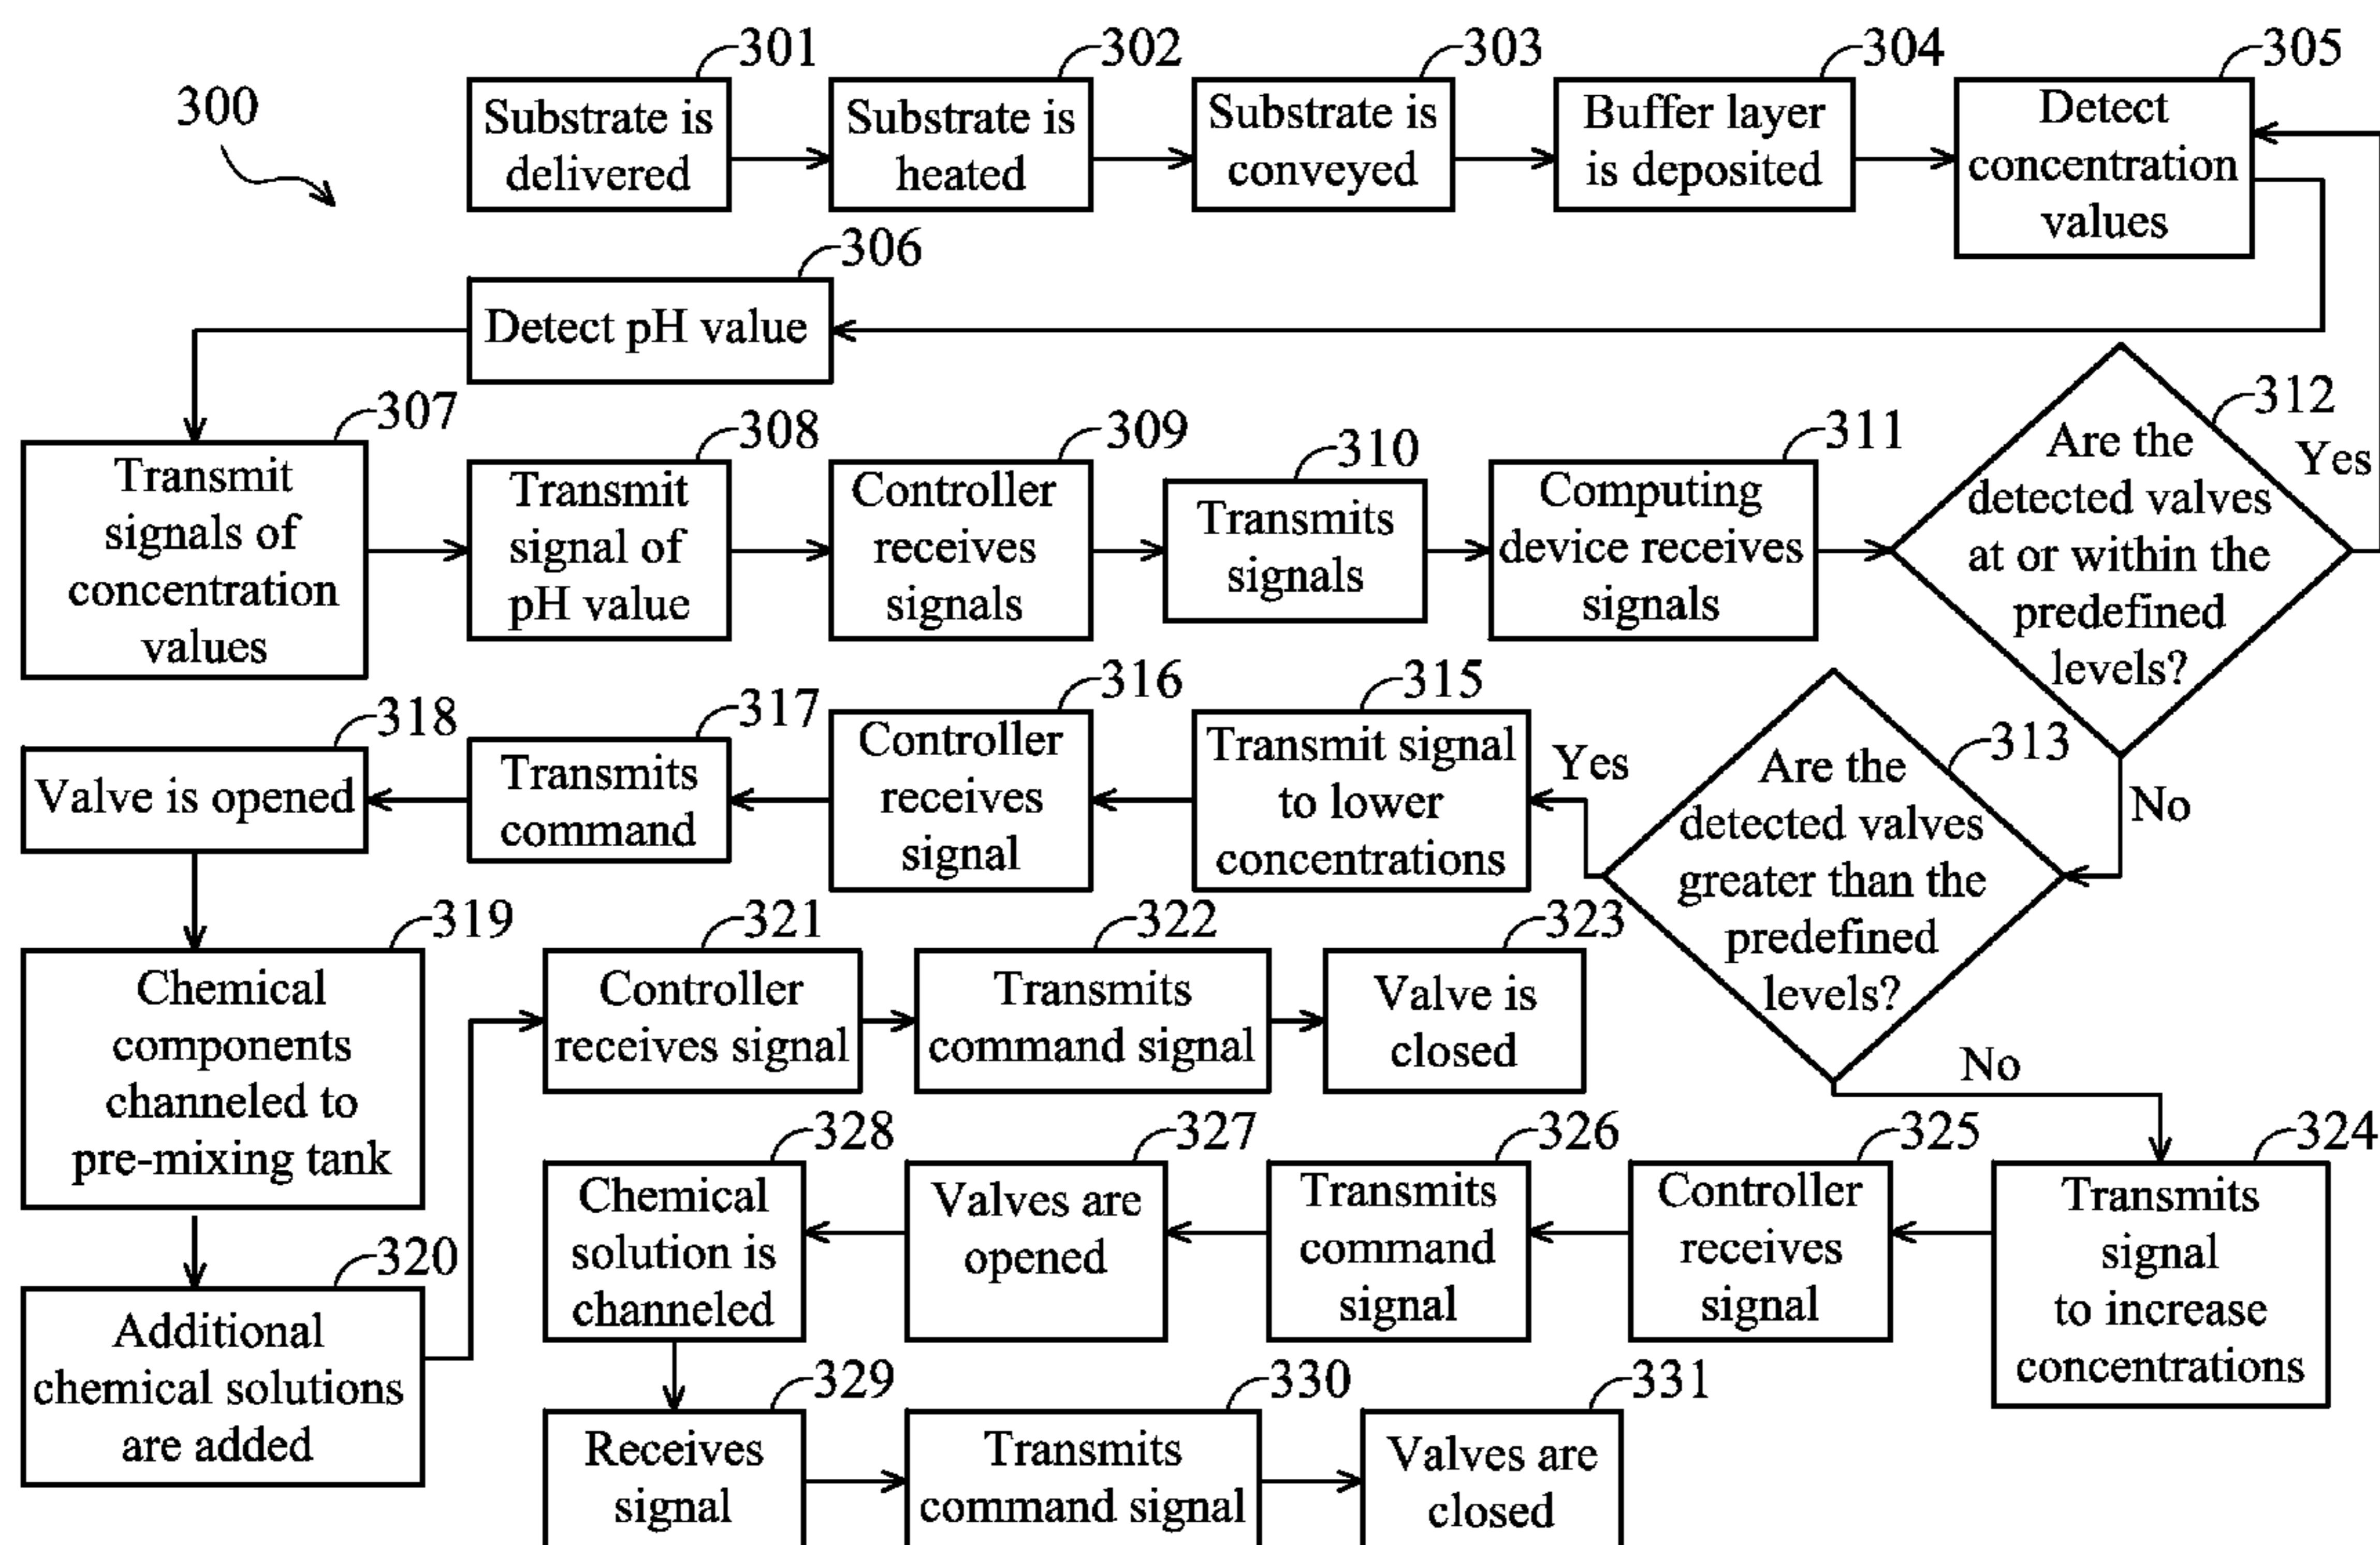 300
301
Substrate is
delivered
302
Substrate is
heated
303
Substrate is
conveyed
304
Buffer layer
is deposited
305
Detect
concentration
values
306
Detect pH value
307
Transmit
signals of
concentration
values
308
Transmit
signal of
pH value
309
Controller
receives
signals
310
Transmits
signals
311
Computing
device receives
signals
312
Are the
detected valves
at or within the
predefined
levels?
Yes
No
313
Are the
detected valves
greater than the
predefined
levels?
Yes
No
315
Transmit signal
to lower
concentrations
316
Controller
receives
signal
317
Transmits
command
318
Valve is opened
319
Chemical
components
channeled to
pre-mixing tank
320
Additional
chemical solutions
are added
321
Controller
receives signal
322
Transmits
command signal
323
Valve is
closed
324
Transmits
signal
to increase
concentrations
325
Controller
receives
signal
326
Transmits
command
signal
327
Valves are
opened
328
Chemical
solution is
channeled
329
Receives
signal
330
Transmits
command signal
331
Valves are
closed